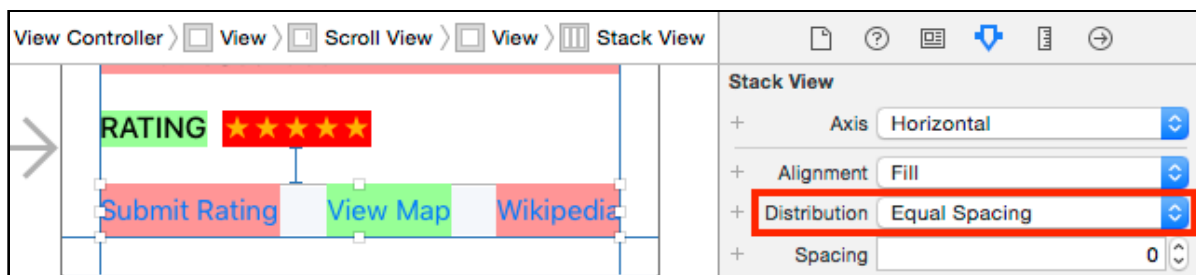 View Controller View Scroll View View Stack View
Stack View
Axis Horizontal
Alignment Fill
Distribution Equal Spacing
Spacing 0
RATING ★★★★★
Submit Rating View Map Wikipedia